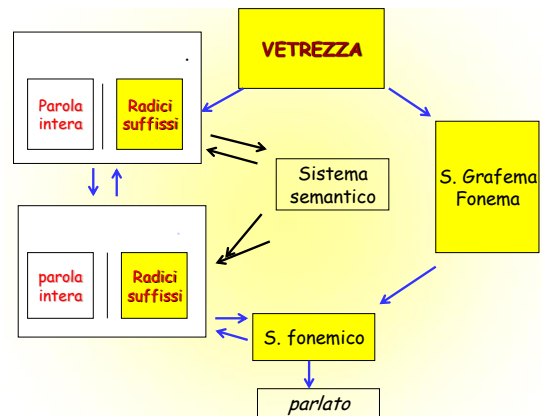 VETREZZA
Parola
intera
Radici
suffissi
Sistema
semantico
S. Grafema
Fonema
parola
intera
Radici
suffissi
S. fonemico
parlato